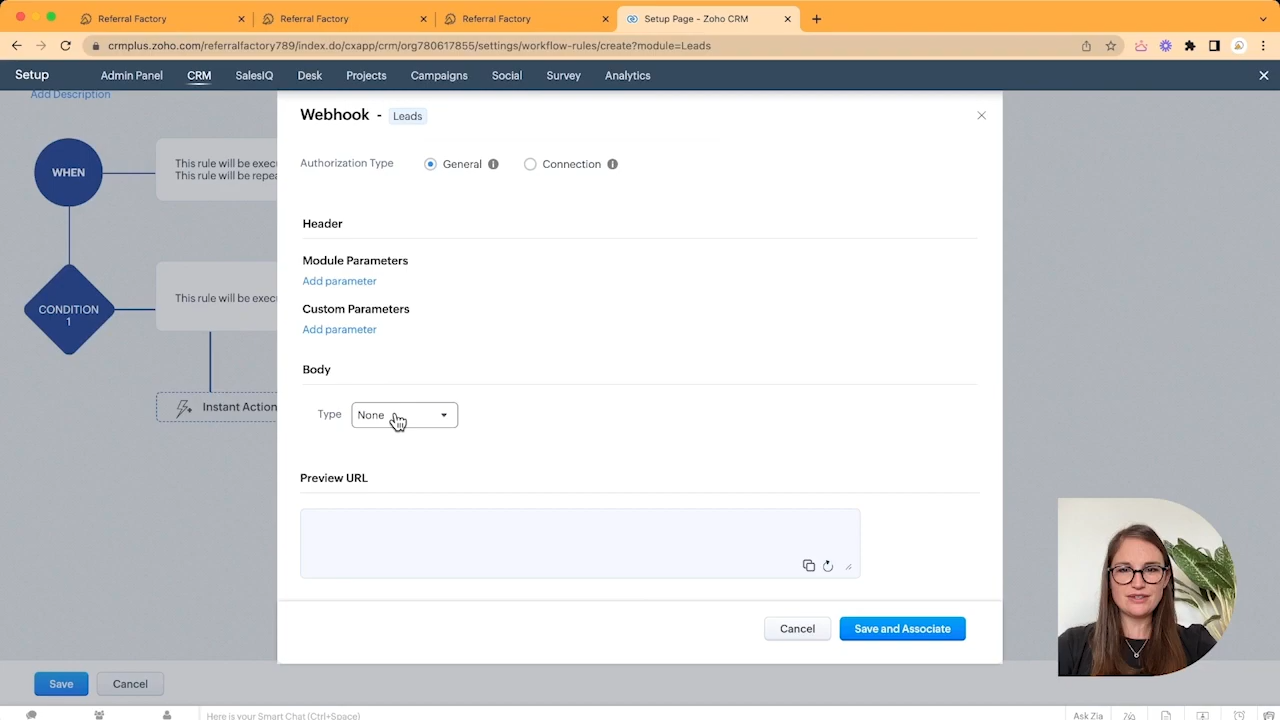 Referral Factory
Referral Factory
Referral Factory
Setup Page - Zoho CRM
crmplus.zoho.com/referralfactory789/index.do/cxapp/crm/org780617855/settings/workflow-rules/create?module=Leads
Setup
Admin Panel
CRM
SalesIQ
Desk
Projects
Campaigns
Social
Survey
Analytics
Add Description
WHEN
This rule will be execu
This rule will be repea
CONDITION
1
This rule will be execu
Instant Action
Webhook - Leads
Authorization Type
General
Connection
Header
Module Parameters
Add parameter
Custom Parameters
Add parameter
Body
Type
None
Preview URL
Cancel
Save and Associate
Save
Cancel
Here is your Smart Chat (Ctrl+Space)
Ask Zia